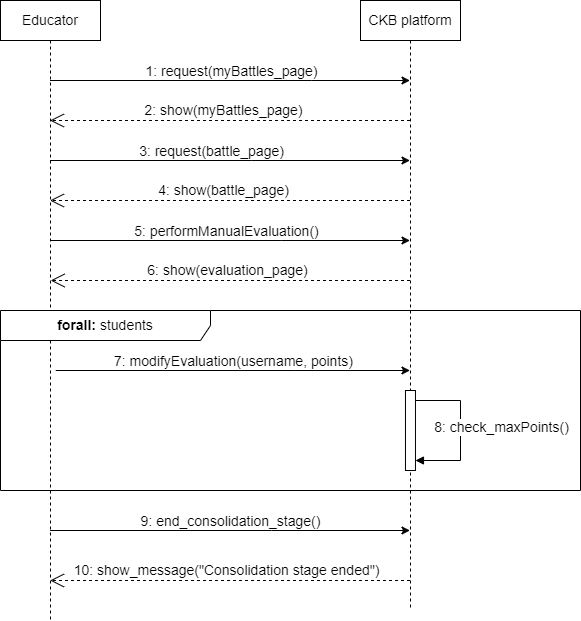 Educator
CKB platform
1: request(myBattles_page)
2: show(myBattles_page)
3: request(battle_page)
4: show(battle_page)
5: performManualEvaluation()
6: show(evaluation_page)
forall: students
7: modifyEvaluation(username, points)
8: check_maxPoints()
9: end_consolidation_stage()
10: show_message("Consolidation stage ended")